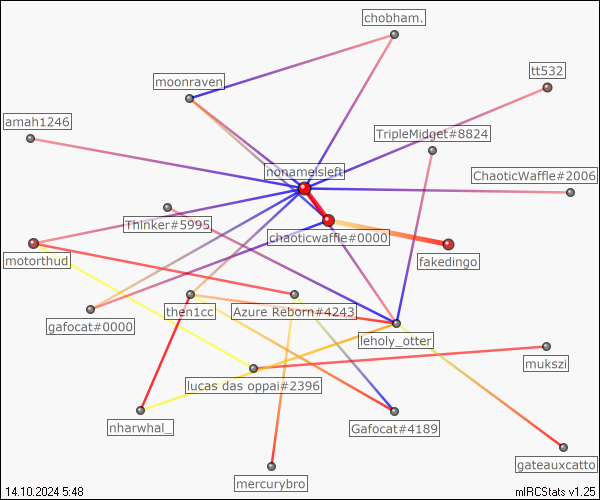 chobham.
moonraven
tt532
amah1246
TripleMidget#8824
nonameisleft
ChaoticWaffle#2006
Thinker#5995
chaoticwaffle#0000
motorthud
fakedingo
gafocat#0000
then1cc
Azure Reborn#4243
leholy_otter
mukszi
lucas das oppai#2396
nharwhal_
Gafocat#4189
gateauxcatto
mercurybro
14.10.2024 5:48
mIRCStats v1.25